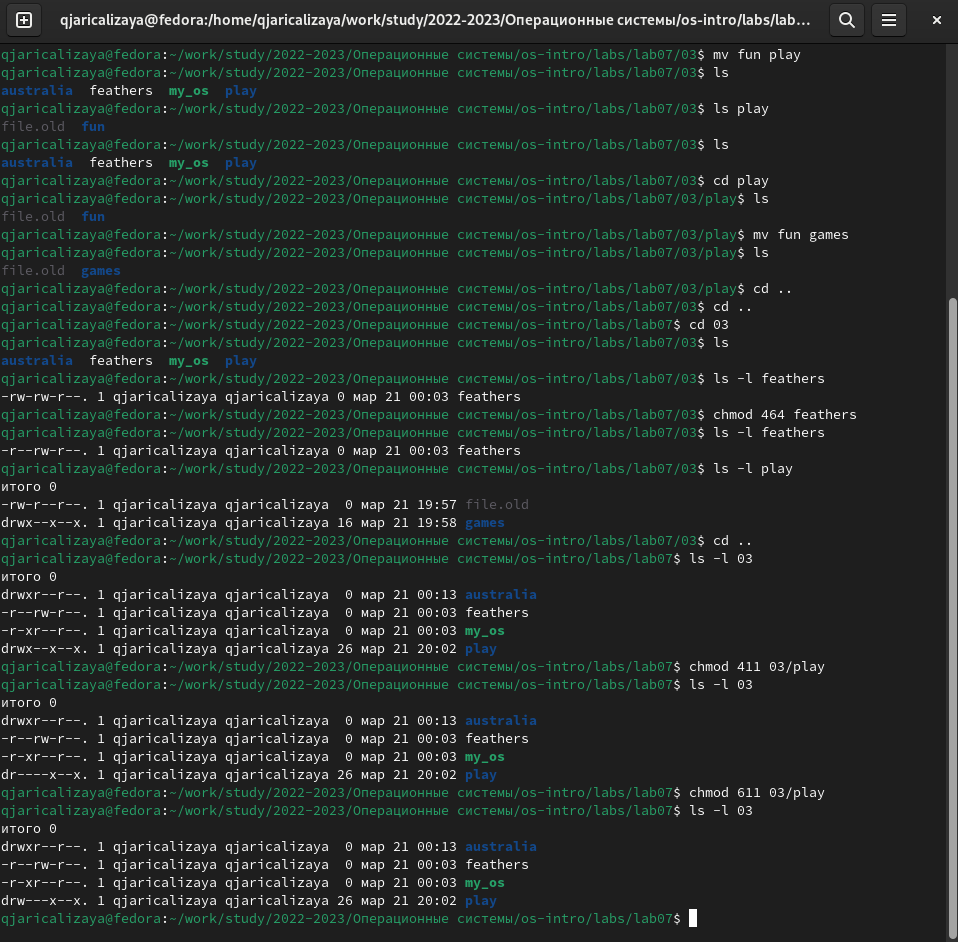 qjaricalizaya@fedora:/home/qjaricalizaya/work/study/2022-2023/Операционные системы/os-intro/labs/lab...
qjaricalizaya@fedora:~/work/study/2022-2023/Операционные системы/os-intro/labs/lab07/03$ mv fun play
qjaricalizaya@fedora:~/work/study/2022-2023/Операционные системы/os-intro/labs/lab07/03$ ls
australia  feathers  my_os  play
qjaricalizaya@fedora:~/work/study/2022-2023/Операционные системы/os-intro/labs/lab07/03$ ls play
file.old  fun
qjaricalizaya@fedora:~/work/study/2022-2023/Операционные системы/os-intro/labs/lab07/03$ ls
australia  feathers  my_os  play
qjaricalizaya@fedora:~/work/study/2022-2023/Операционные системы/os-intro/labs/lab07/03$ cd play
qjaricalizaya@fedora:~/work/study/2022-2023/Операционные системы/os-intro/labs/lab07/03/play$ ls
file.old  fun
qjaricalizaya@fedora:~/work/study/2022-2023/Операционные системы/os-intro/labs/lab07/03/play$ mv fun games
qjaricalizaya@fedora:~/work/study/2022-2023/Операционные системы/os-intro/labs/lab07/03/play$ ls
file.old  games
qjaricalizaya@fedora:~/work/study/2022-2023/Операционные системы/os-intro/labs/lab07/03/play$ cd ..
qjaricalizaya@fedora:~/work/study/2022-2023/Операционные системы/os-intro/labs/lab07/03$ cd ..
qjaricalizaya@fedora:~/work/study/2022-2023/Операционные системы/os-intro/labs/lab07$ cd 03
qjaricalizaya@fedora:~/work/study/2022-2023/Операционные системы/os-intro/labs/lab07/03$ ls
australia  feathers  my_os  play
qjaricalizaya@fedora:~/work/study/2022-2023/Операционные системы/os-intro/labs/lab07/03$ ls -l feathers
-rw-rw-r--. 1 qjaricalizaya qjaricalizaya 0 мар 21 00:03 feathers
qjaricalizaya@fedora:~/work/study/2022-2023/Операционные системы/os-intro/labs/lab07/03$ chmod 464 feathers
qjaricalizaya@fedora:~/work/study/2022-2023/Операционные системы/os-intro/labs/lab07/03$ ls -l feathers
-r--rw-r--. 1 qjaricalizaya qjaricalizaya 0 мар 21 00:03 feathers
qjaricalizaya@fedora:~/work/study/2022-2023/Операционные системы/os-intro/labs/lab07/03$ ls -l play
итого 0
-rw-r--r--. 1 qjaricalizaya qjaricalizaya  0 мар 21 19:57 file.old
drwx--x--x. 1 qjaricalizaya qjaricalizaya 16 мар 21 19:58 games
qjaricalizaya@fedora:~/work/study/2022-2023/Операционные системы/os-intro/labs/lab07/03$ cd ..
qjaricalizaya@fedora:~/work/study/2022-2023/Операционные системы/os-intro/labs/lab07$ ls -l 03
итого 0
drwxr--r--. 1 qjaricalizaya qjaricalizaya  0 мар 21 00:13 australia
-r--rw-r--. 1 qjaricalizaya qjaricalizaya  0 мар 21 00:03 feathers
-r-xr--r--. 1 qjaricalizaya qjaricalizaya  0 мар 21 00:03 my_os
drwx--x--x. 1 qjaricalizaya qjaricalizaya 26 мар 21 20:02 play
qjaricalizaya@fedora:~/work/study/2022-2023/Операционные системы/os-intro/labs/lab07$ chmod 411 03/play
qjaricalizaya@fedora:~/work/study/2022-2023/Операционные системы/os-intro/labs/lab07$ ls -l 03
итого 0
drwxr--r--. 1 qjaricalizaya qjaricalizaya  0 мар 21 00:13 australia
-r--rw-r--. 1 qjaricalizaya qjaricalizaya  0 мар 21 00:03 feathers
-r-xr--r--. 1 qjaricalizaya qjaricalizaya  0 мар 21 00:03 my_os
dr----x--x. 1 qjaricalizaya qjaricalizaya 26 мар 21 20:02 play
qjaricalizaya@fedora:~/work/study/2022-2023/Операционные системы/os-intro/labs/lab07$ chmod 611 03/play
qjaricalizaya@fedora:~/work/study/2022-2023/Операционные системы/os-intro/labs/lab07$ ls -l 03
итого 0
drwxr--r--. 1 qjaricalizaya qjaricalizaya  0 мар 21 00:13 australia
-r--rw-r--. 1 qjaricalizaya qjaricalizaya  0 мар 21 00:03 feathers
-r-xr--r--. 1 qjaricalizaya qjaricalizaya  0 мар 21 00:03 my_os
drw---x--x. 1 qjaricalizaya qjaricalizaya 26 мар 21 20:02 play
qjaricalizaya@fedora:~/work/study/2022-2023/Операционные системы/os-intro/labs/lab07$